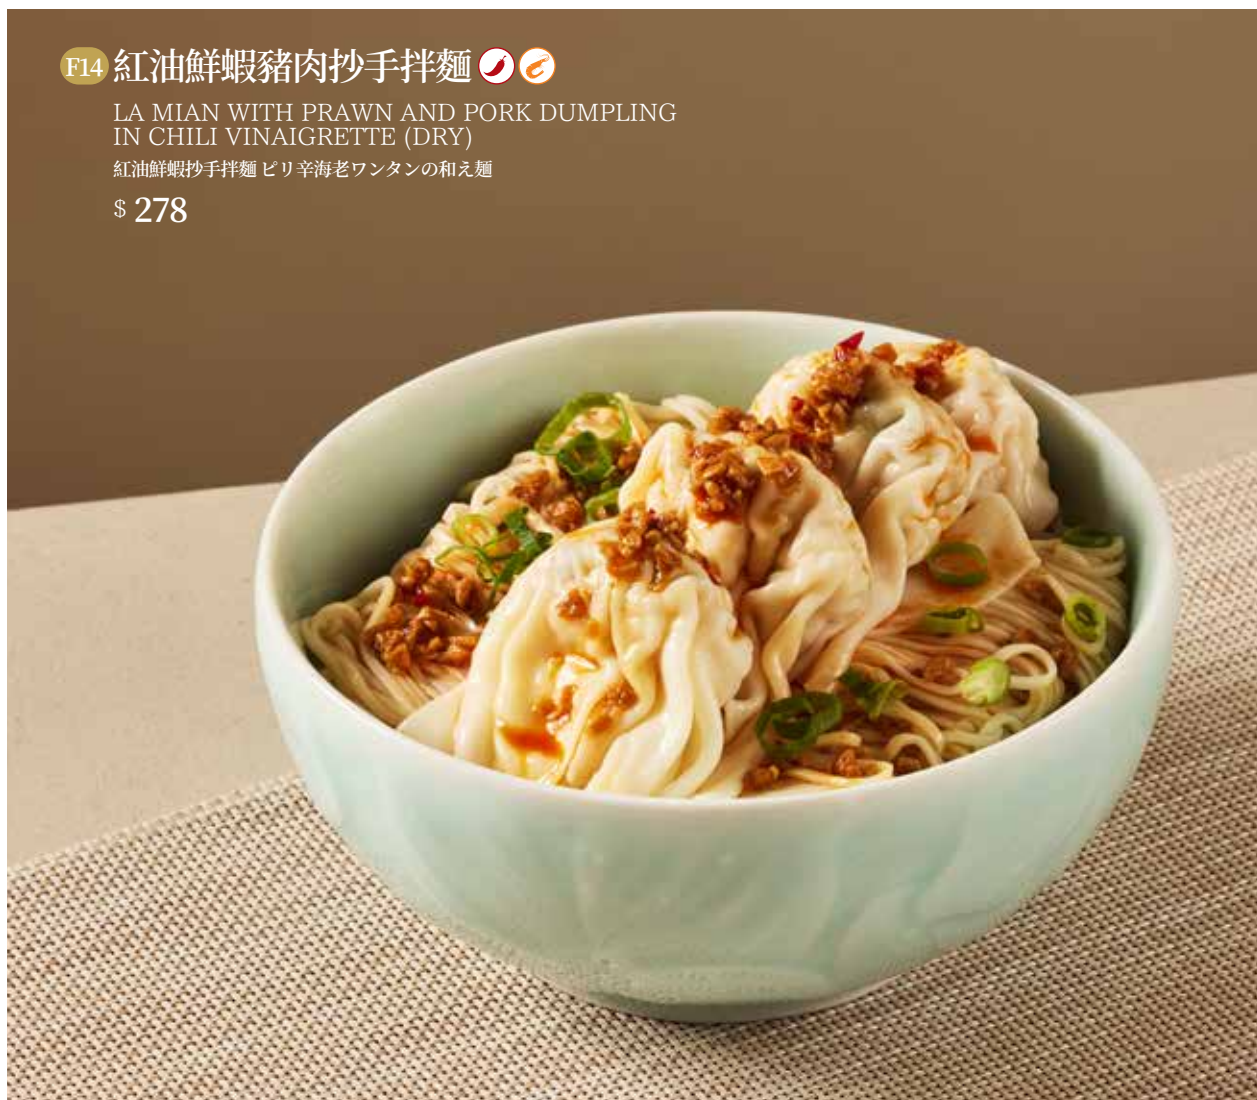 F14 紅油鮮蝦豬肉抄手拌麵
LA MIAN WITH PRAWN AND PORK DUMPLING
IN CHILI VINAIGRETTE (DRY)
紅油鮮蝦抄手拌麵 ピリ辛海老ワンタンの和え麺
$ 278